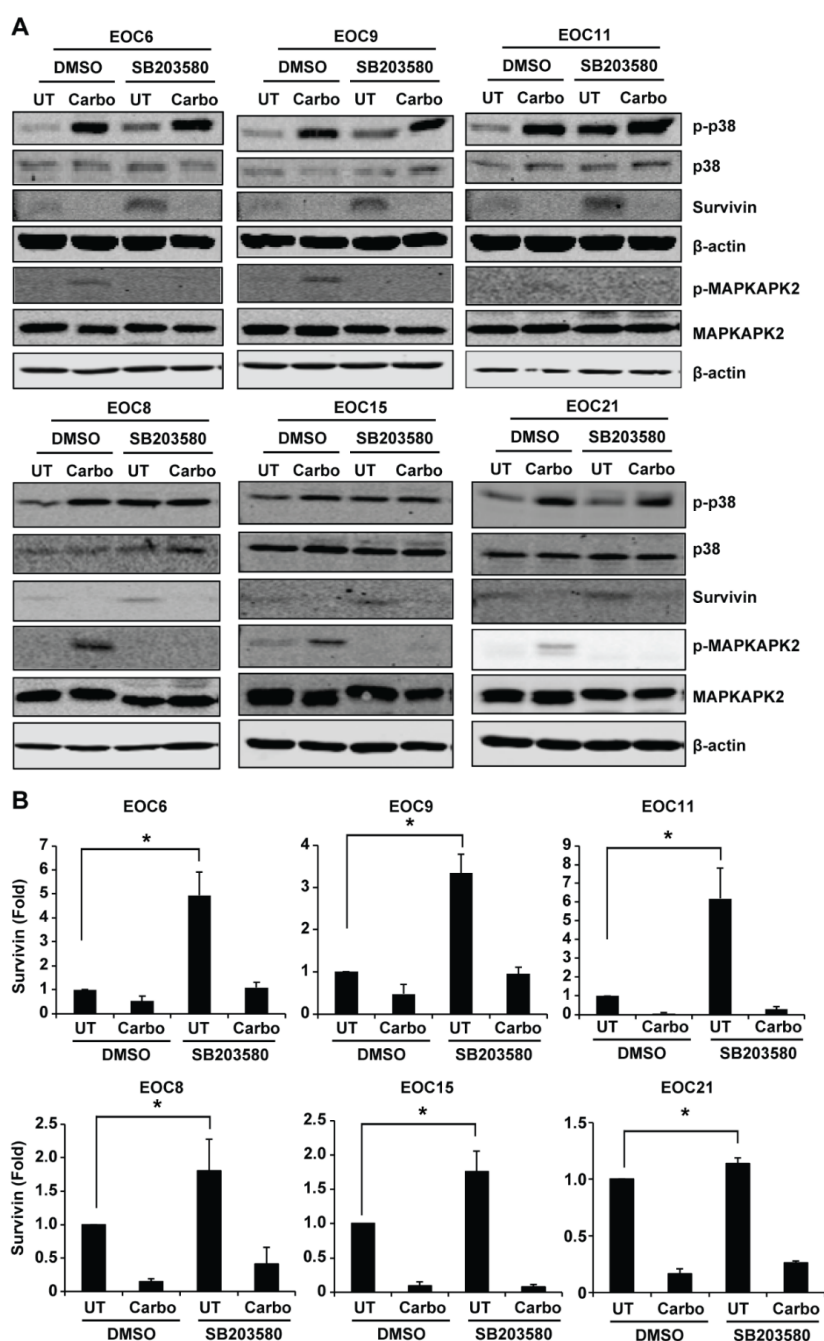 A
EOC6 EOC9 EOC11
DMSO SB203580 DMSO SB203580 DMSO SB203580
UT Carbo UT Carbo UT Carbo UT Carbo UT Carbo UT Carbo
p-p38
p38
Survivin
β-actin
p-MAPKAPK2
MAPKAPK2
β-actin
EOC8 EOC15 EOC21
DMSO SB203580 DMSO SB203580 DMSO SB203580
UT Carbo UT Carbo UT Carbo UT Carbo UT Carbo UT Carbo
p-p38
p38
Survivin
p-MAPKAPK2
MAPKAPK2
β-actin
B
EOC6
Survivin (Fold)
7
6
5
4
3
2
1
0
*
UT Carbo UT Carbo
DMSO SB203580
EOC9
4
3
2
1
0
*
UT Carbo UT Carbo
DMSO SB203580
EOC11
9
8
7
6
5
4
3
2
1
0
*
UT Carbo UT Carbo
DMSO SB203580
EOC8
Survivin (Fold)
2.5
2.0
1.5
1.0
0.5
0
*
UT Carbo UT Carbo
DMSO SB203580
EOC15
2.5
2.0
1.5
1.0
0.5
0
*
UT Carbo UT Carbo
DMSO SB203580
EOC21
1.5
1.0
0.5
0
*
UT Carbo UT Carbo
DMSO SB203580